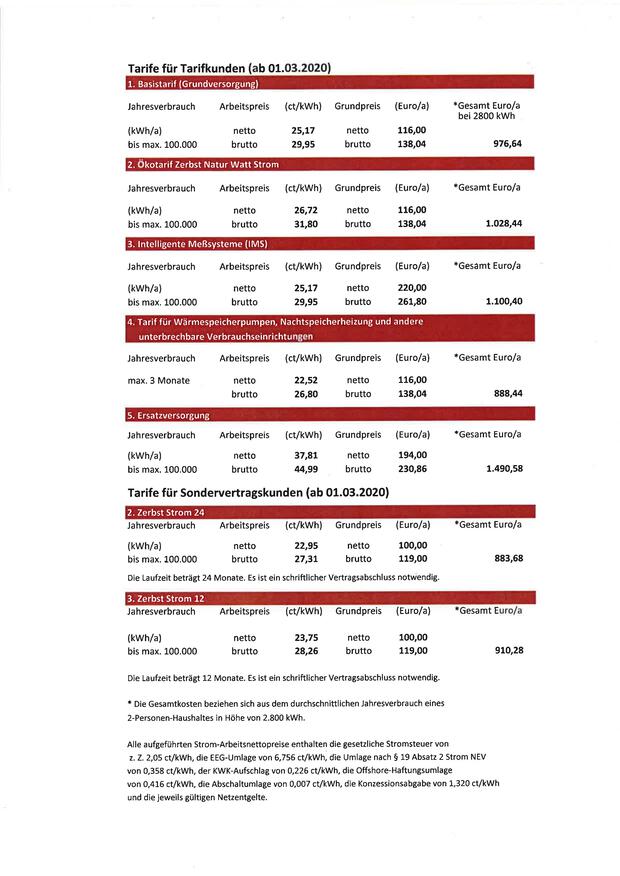 Tarife für Tarifkunden (ab 01.03.2020)
1. Basistarif (Grundversorgung)
Jahresverbrauch Arbeitspreis (ct/kWh) Grundpreis (Euro/a) *Gesamt Euro/a
bei 2800 kWh
(kWh/a) netto 25,17 netto 116,00
bis max. 100.000 brutto 29,95 brutto 138,04 976,64
2. Ökotarif Zerbst Natur Watt Strom
Jahresverbrauch Arbeitspreis (ct/kWh) Grundpreis (Euro/a) *Gesamt Euro/a
(kWh/a) netto 26,72 netto 116,00
bis max. 100.000 brutto 31,80 brutto 138,04 1.028,44
3. Intelligente Meßsysteme (IMS)
Jahresverbrauch Arbeitspreis (ct/kWh) Grundpreis (Euro/a) *Gesamt Euro/a
(kWh/a) netto 25,17 netto 220,00
bis max. 100.000 brutto 29,95 brutto 261,80 1.100,40
4. Tarif für Wärmespeicherpumpen, Nachtspeicherheizung und andere
unterbrechbare Verbrauchseinrichtungen
Jahresverbrauch Arbeitspreis (ct/kWh) Grundpreis (Euro/a) *Gesamt Euro/a
max. 3 Monate netto 22,52 netto 116,00
brutto 26,80 brutto 138,04 888,44
5. Ersatzversorgung
Jahresverbrauch Arbeitspreis (ct/kWh) Grundpreis (Euro/a) *Gesamt Euro/a
(kWh/a) netto 37,81 netto 194,00
bis max. 100.000 brutto 44,99 brutto 230,86 1.490,58
Tarife für Sondervertragskunden (ab 01.03.2020)
2. Zerbst Strom 24
Jahresverbrauch Arbeitspreis (ct/kWh) Grundpreis (Euro/a) *Gesamt Euro/a
(kWh/a) netto 22,95 netto 100,00
bis max. 100.000 brutto 27,31 brutto 119,00 883,68
Die Laufzeit beträgt 24 Monate. Es ist ein schriftlicher Vertragsabschluss notwendig.
3. Zerbst Strom 12
Jahresverbrauch Arbeitspreis (ct/kWh) Grundpreis (Euro/a) *Gesamt Euro/a
(kWh/a) netto 23,75 netto 100,00
bis max. 100.000 brutto 28,26 brutto 119,00 910,28
Die Laufzeit beträgt 12 Monate. Es ist ein schriftlicher Vertragsabschluss notwendig.
* Die Gesamtkosten beziehen sich aus dem durchschnittlichen Jahresverbrauch eines
2-Personen-Haushaltes in Höhe von 2.800 kWh.
Alle aufgeführten Strom-Arbeitsnettopreise enthalten die gesetzliche Stromsteuer von
z. Z. 2,05 ct/kWh, die EEG-Umlage von 6,756 ct/kWh, die Umlage nach § 19 Absatz 2 Strom NEV
von 0,358 ct/kWh, der KWK-Aufschlag von 0,226 ct/kWh, die Offshore-Haftungsumlage
von 0,416 ct/kWh, die Abschaltumlage von 0,007 ct/kWh, die Konzessionsabgabe von 1,320 ct/kWh
und die jeweils gültigen Netzentgelte.